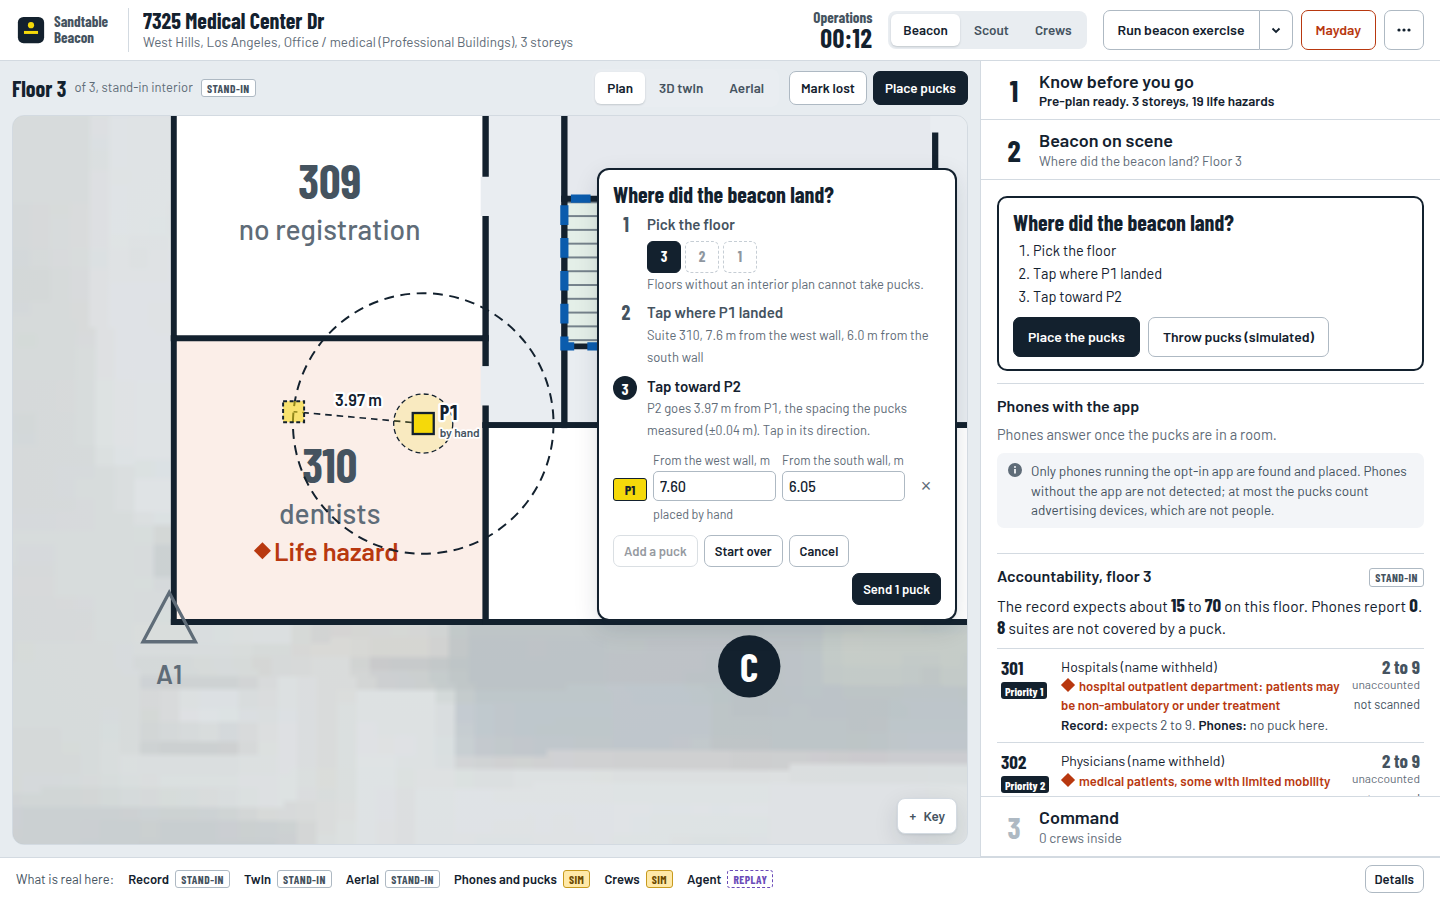 Sandtable
Beacon
7325 Medical Center Dr
West Hills, Los Angeles, Office / medical (Professional Buildings), 3 storeys
Operations
00:12
Beacon
Scout
Crews
Run beacon exercise
Mayday
Floor 3
of 3, stand-in interior
STAND-IN
Plan
3D twin
Aerial
Mark lost
Place pucks
309
no registration
3.97 m
P1
by hand
310
dentists
Life hazard
A1
C
+ Key
Where did the beacon land?
1 Pick the floor
3 2 1
Floors without an interior plan cannot take pucks.
2 Tap where P1 landed
Suite 310, 7.6 m from the west wall, 6.0 m from the
south wall
3 Tap toward P2
P2 goes 3.97 m from P1, the spacing the pucks
measured (±0.04 m). Tap in its direction.
From the west wall, m From the south wall, m
P1 7.60 6.05 ×
placed by hand
Add a puck Start over Cancel
Send 1 puck
1 Know before you go
Pre-plan ready. 3 storeys, 19 life hazards
2 Beacon on scene
Where did the beacon land? Floor 3
Where did the beacon land?
1. Pick the floor
2. Tap where P1 landed
3. Tap toward P2
Place the pucks Throw pucks (simulated)
Phones with the app
Phones answer once the pucks are in a room.
Only phones running the opt-in app are found and placed. Phones
without the app are not detected; at most the pucks count
advertising devices, which are not people.
Accountability, floor 3 STAND-IN
The record expects about 15 to 70 on this floor. Phones report 0.
8 suites are not covered by a puck.
301 Hospitals (name withheld) 2 to 9
Priority 1 hospital outpatient department: patients may unaccounted
be non-ambulatory or under treatment not scanned
Record: expects 2 to 9. Phones: no puck here.
302 Physicians (name withheld) 2 to 9
Priority 2 medical patients, some with limited mobility unaccounted
3 Command
0 crews inside
What is real here: Record STAND-IN Twin STAND-IN Aerial STAND-IN Phones and pucks SIM Crews SIM Agent REPLAY Details